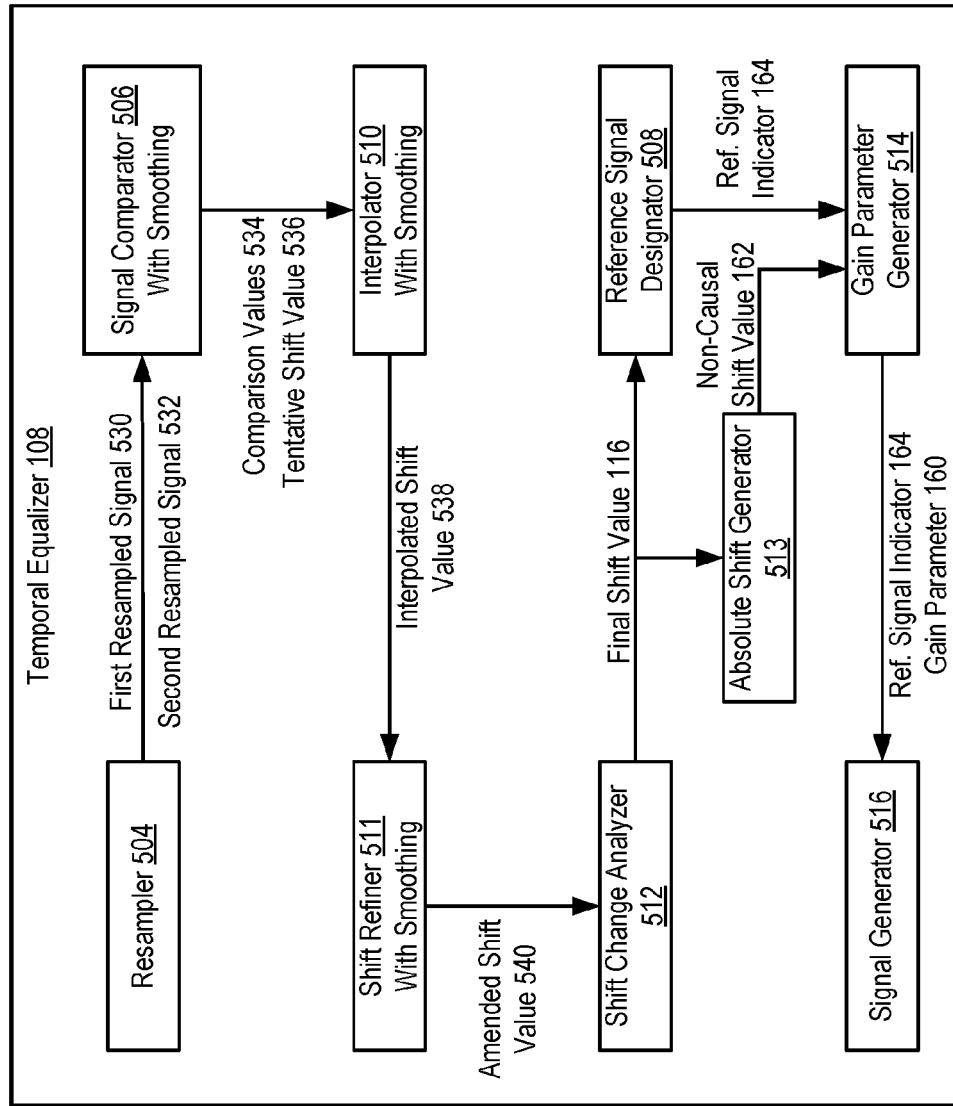 Temporal Equalizer 108
Resampler 504
First Resampled Signal 530
Second Resampled Signal 532
Signal Comparator 506
With Smoothing
Comparison Values 534
Tentative Shift Value 536
Interpolator 510
With Smoothing
Interpolated Shift
Value 538
Shift Refiner 511
With Smoothing
Amended Shift
Value 540
Shift Change Analyzer
512
Final Shift Value 116
Reference Signal
Designator 508
Absolute Shift Generator
513
Non-Causal
Shift Value 162
Ref. Signal
Indicator 164
Gain Parameter
Generator 514
Ref. Signal Indicator 164
Gain Parameter 160
Signal Generator 516